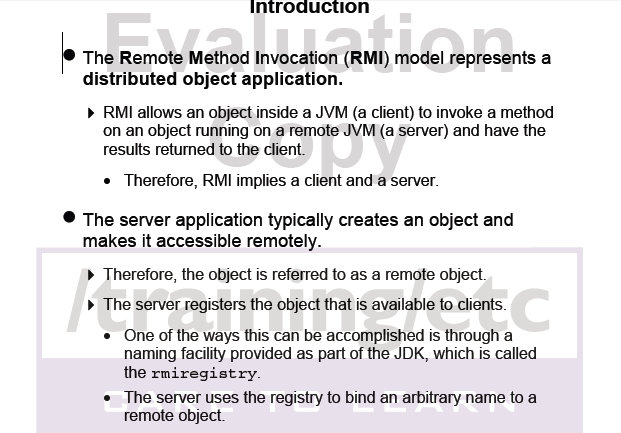 Introduction
Evaluation
Copy
● The Remote Method Invocation (RMI) model represents a
distributed object application.
RMI allows an object inside a JVM (a client) to invoke a method
on an object running on a remote JVM (a server) and have the
results returned to the client.
• Therefore, RMI implies a client and a server.
● The server application typically creates an object and
makes it accessible remotely.
Therefore, the object is referred to as a remote object.
The server registers the object that is available to clients.
/training/etc
• One of the ways this can be accomplished is through a
naming facility provided as part of the JDK, which is called
the rmiregistry.
• The server uses the registry to bind an arbitrary name to a
remote object.
DARE TO LEARN